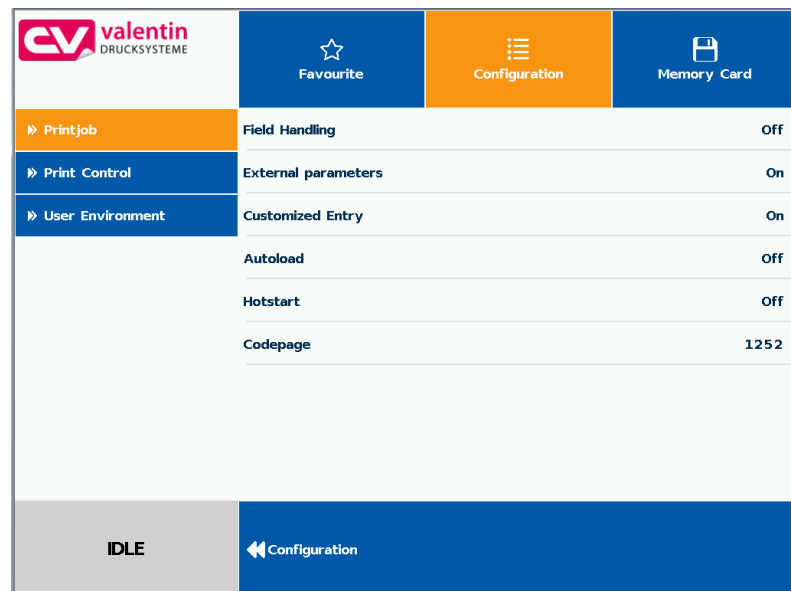 valentin
DRUCKSYSTEME
Favourite
Configuration
Memory Card
Printjob
Print Control
User Environment
Field Handling Off
External parameters On
Customized Entry On
Autoload Off
Hotstart Off
Codepage 1252
IDLE
Configuration